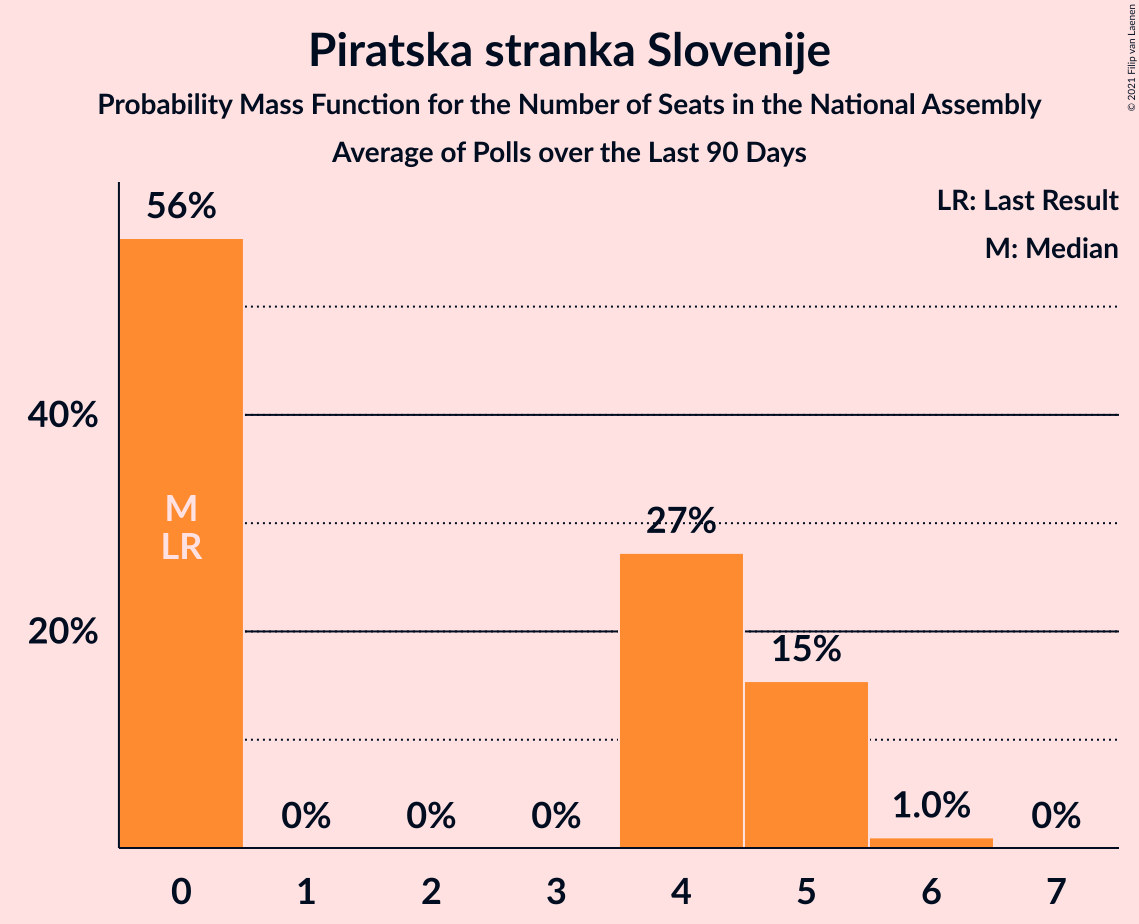 © 2021 Filip van Laenen
Piratska stranka Slovenije
Probability Mass Function for the Number of Seats in the National Assembly
Average of Polls over the Last 90 Days
LR: Last Result
M: Median
56%
40%
M
LR
27%
20%
15%
0%
0%
0%
1.0%
0%
0 1 2 3 4 5 6 7